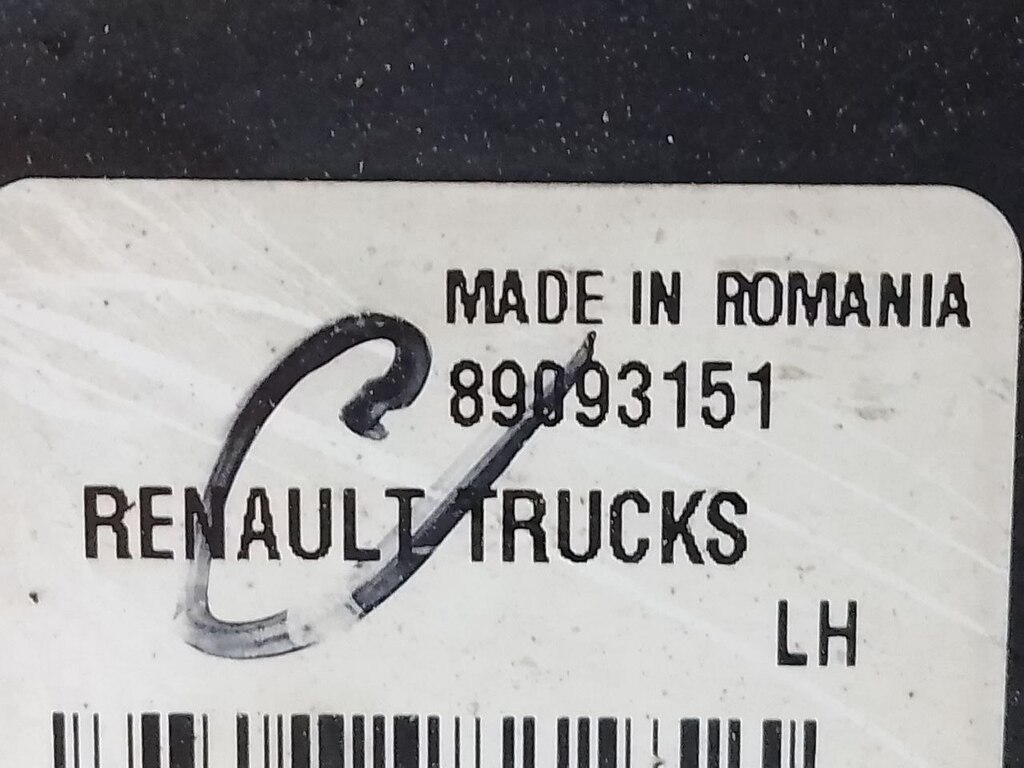 MADE IN ROMANIA
89093151
RENAULT TRUCKS
LH